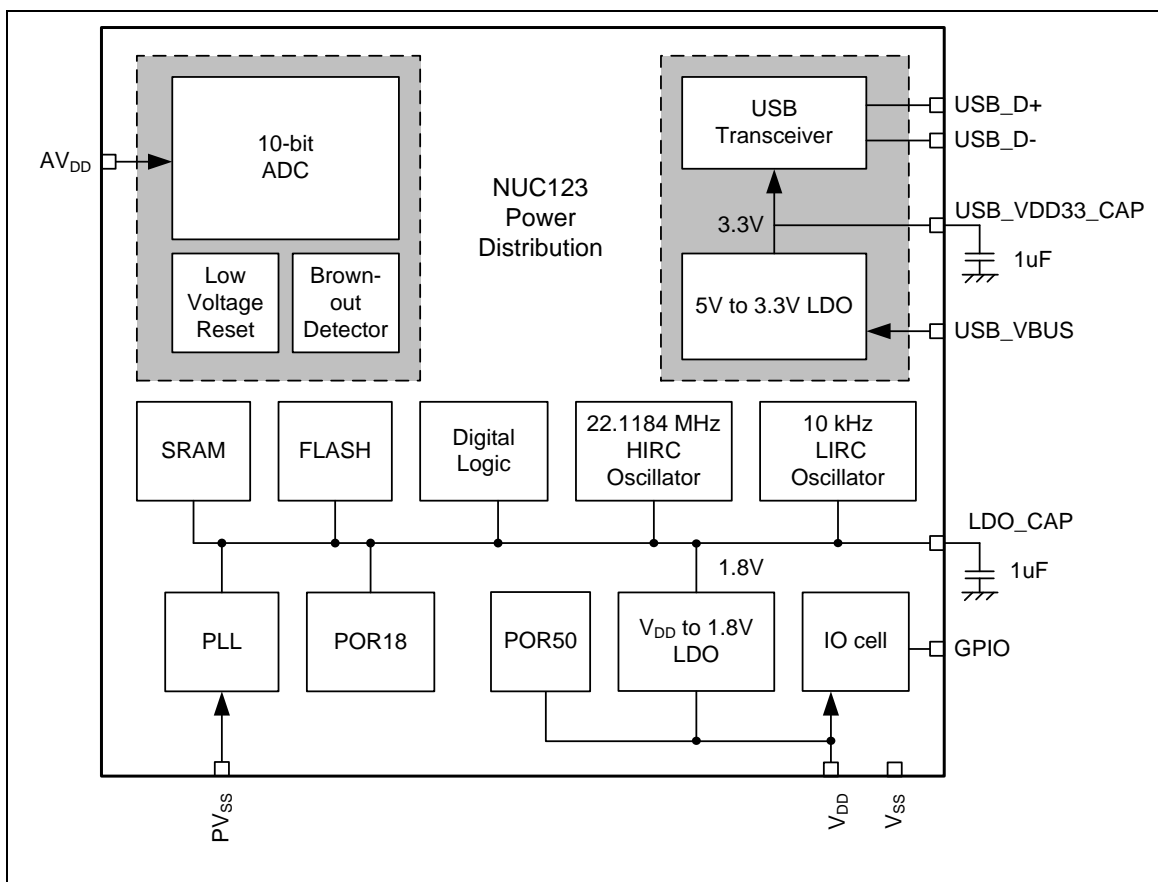 10-bit
ADC
AVDD
Low
Voltage
Reset
Brown-
out
Detector
NUC123
Power
Distribution
USB
Transceiver
USB_D+
USB_D-
3.3V
USB_VDD33_CAP
1uF
5V to 3.3V LDO
USB_VBUS
SRAM
FLASH
Digital
Logic
22.1184 MHz
HIRC
Oscillator
10 kHz
LIRC
Oscillator
LDO_CAP
1uF
1.8V
PLL
POR18
POR50
VDD to 1.8V
LDO
IO cell
GPIO
PVSS
VDD
VSS